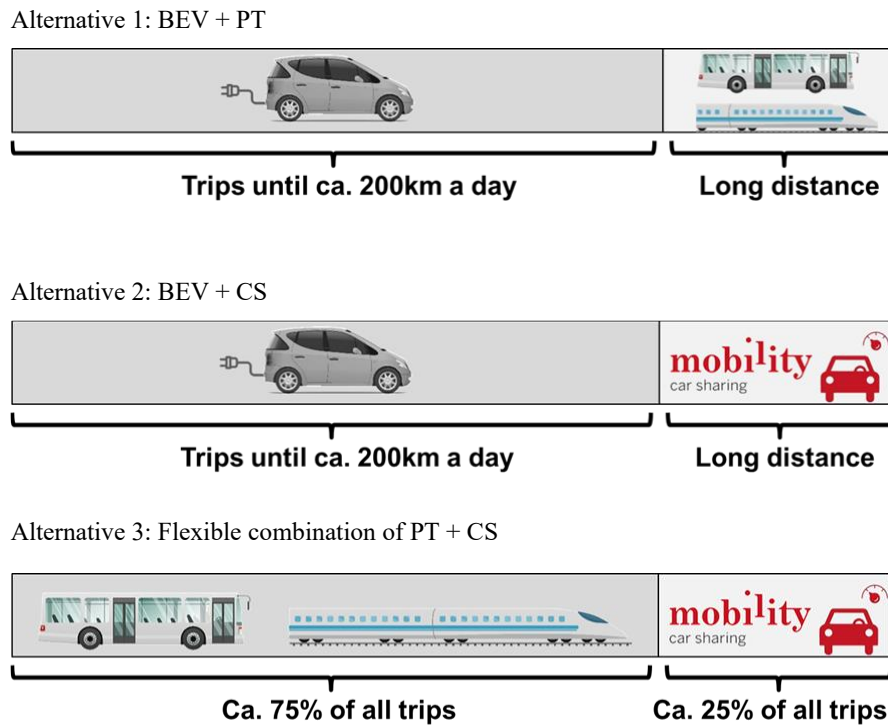 Alternative 1: BEV + PT
Trips until ca. 200km a day
Long distance
Alternative 2: BEV + CS
mobility
car sharing
Trips until ca. 200km a day
Long distance
Alternative 3: Flexible combination of PT + CS
mobility
car sharing
Ca. 75% of all trips
Ca. 25% of all trips